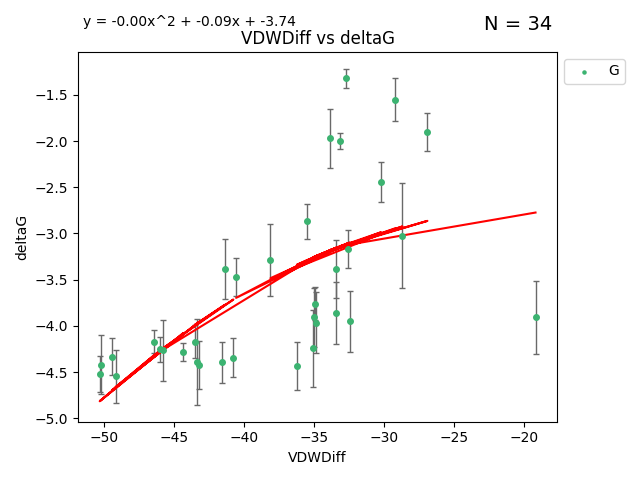 y = -0.00x^2 + -0.09x + -3.74
N = 34
VDWDiff vs deltaG
G
−1.5
−2.0
−2.5
−3.0
−3.5
−4.0
−4.5
−5.0
deltaG
−50 −45 −40 −35 −30 −25 −20
VDWDiff